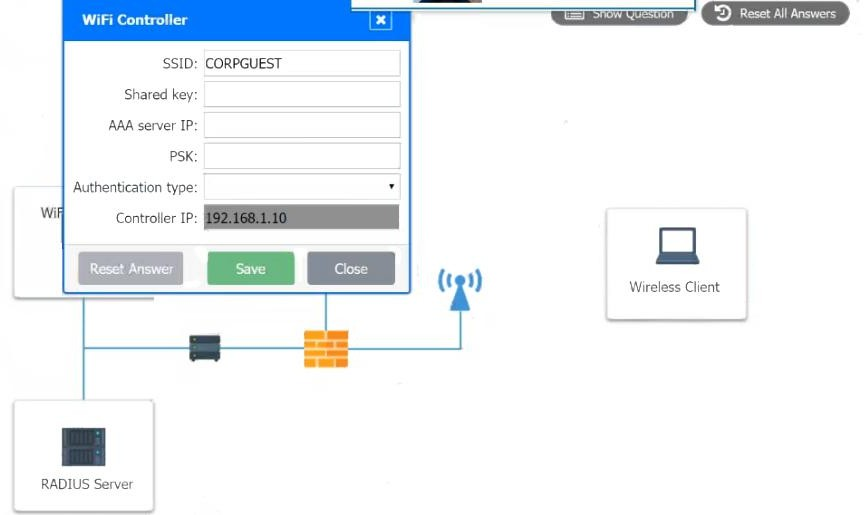 WiFi Controller
Show Question
Reset All Answers
SSID: CORPGUEST
Shared key:
AAA server IP:
PSK:
Authentication type:
Controller IP: 192.168.1.10
WiF
Reset Answer
Save
Close
Wireless Client
RADIUS Server